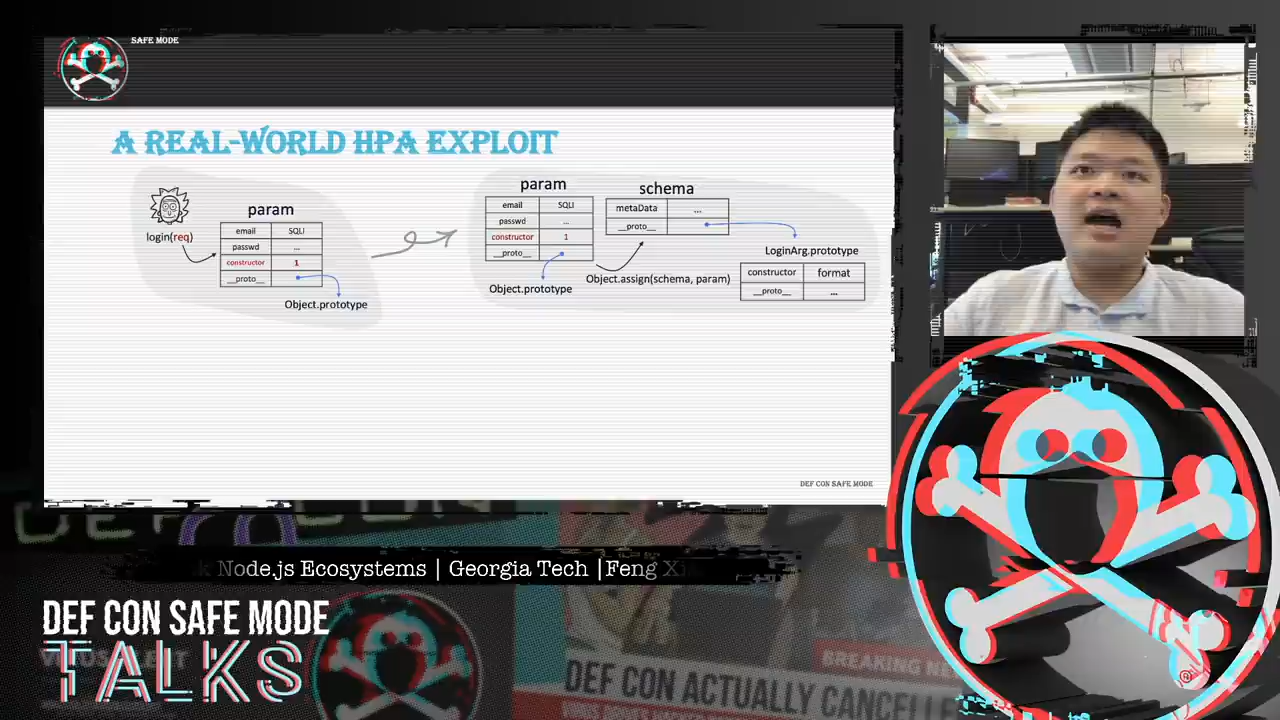 SAFE MODE
A REAL-WORLD HPA EXPLOIT
login(req)
param
email SQLI
passwd ...
constructor 1
__proto__
Object.prototype
param
email SQLI
passwd ...
constructor 1
__proto__
Object.prototype
schema
metaData ...
__proto__
Object.assign(schema, param)
LoginArg.prototype
constructor format
__proto__ ...
DEF CON SAFE MODE
Node.js Ecosystems | Georgia Tech |Feng
DEF CON SAFE MODE
TALKS
BREAKING
DEF CON ACTUALLY CANCELLE